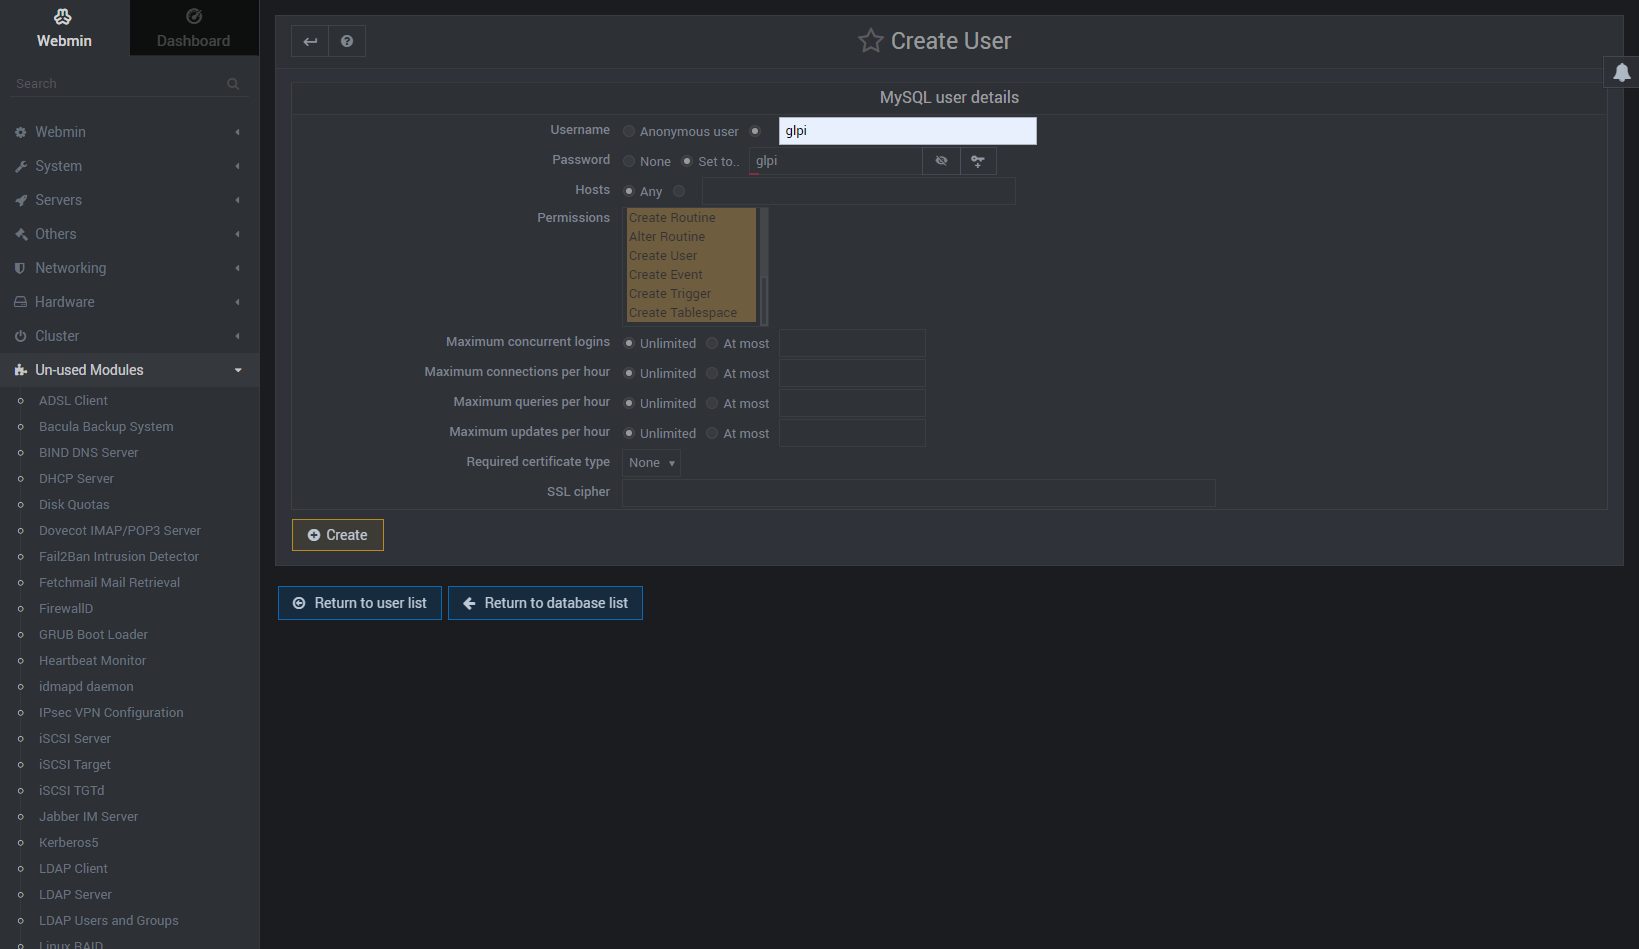 Webmin
Dashboard
Search
Webmin
System
Servers
Others
Networking
Hardware
Cluster
Un-used Modules
ADSL Client
Bacula Backup System
BIND DNS Server
DHCP Server
Disk Quotas
Dovecot IMAP/POP3 Server
Fail2Ban Intrusion Detector
Fetchmail Mail Retrieval
FirewallD
GRUB Boot Loader
Heartbeat Monitor
idmapd daemon
IPsec VPN Configuration
iSCSI Server
iSCSI Target
iSCSI TGTd
Jabber IM Server
Kerberos5
LDAP Client
LDAP Server
LDAP Users and Groups
Linux RAID
Create User
MySQL user details
Username Anonymous user glpi
Password None Set to.. glpi
Hosts Any
Permissions Create Routine
Alter Routine
Create User
Create Event
Create Trigger
Create Tablespace
Maximum concurrent logins Unlimited At most
Maximum connections per hour Unlimited At most
Maximum queries per hour Unlimited At most
Maximum updates per hour Unlimited At most
Required certificate type None
SSL cipher
Create
Return to user list Return to database list